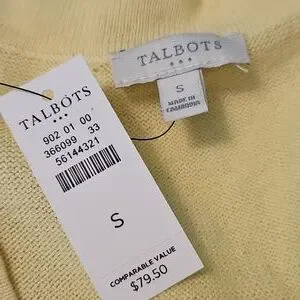 TALBOTS
S
MADE IN
CAMBODIA
TALBOTS
902 01 00
366099 33
56144321
S
COMPARABLE VALUE
$79.50